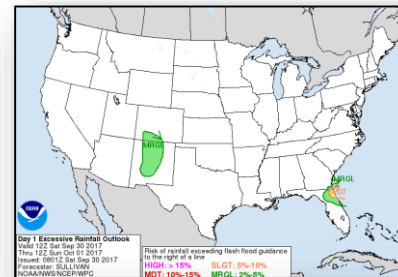 MRGL
MRGL
SLGT
NOAA
Day 1 Excessive Rainfall Outlook
Valid 12Z Sat Sep 30 2017
Thru 12Z Sun Oct 01 2017
Issued: 0801Z Sat Sep 30 2017
Forecaster: SULLIVAN
NOAA/NWS/NCEP/WPC
Risk of rainfall exceeding flash flood guidance
to the right of a line
HIGH: > 15% SLGT: 5%-10%
MDT: 10%-15% MRGL: 2%-5%